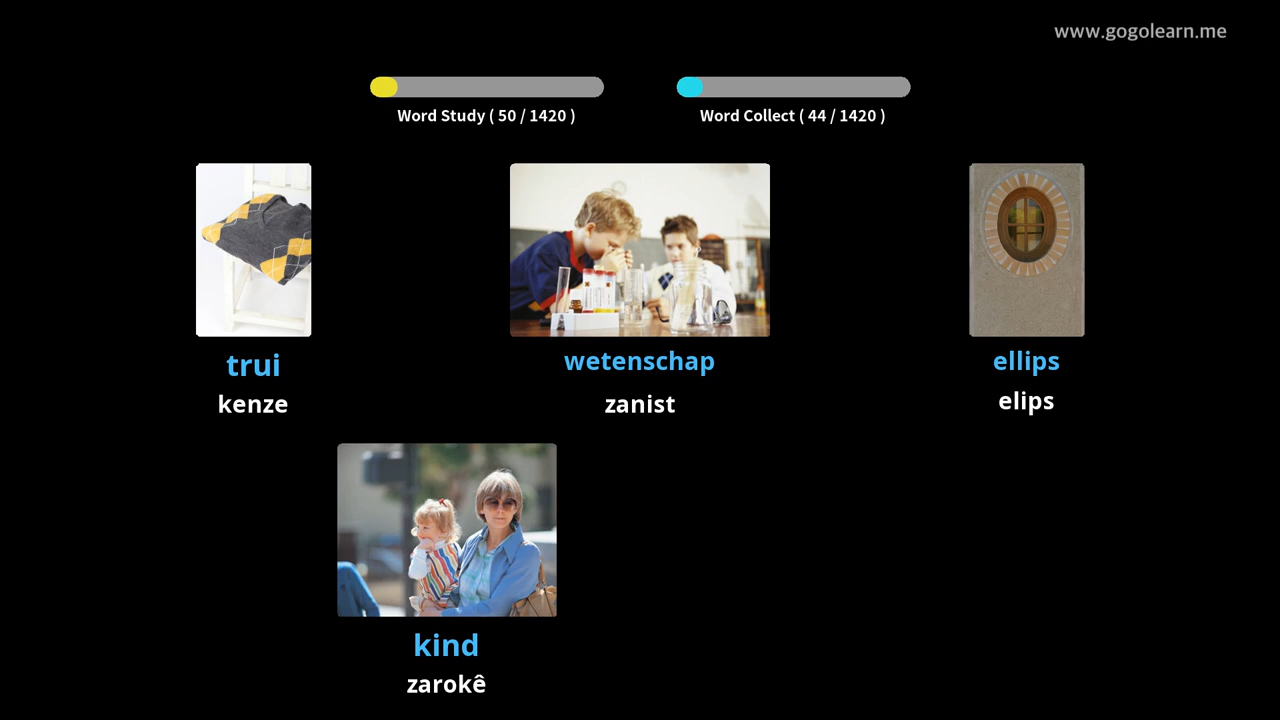 www.gogolearn.me
Word Study ( 50 / 1420 )
Word Collect ( 44 / 1420 )
trui
kenze
wetenschap
zanist
ellips
elips
kind
zarokê